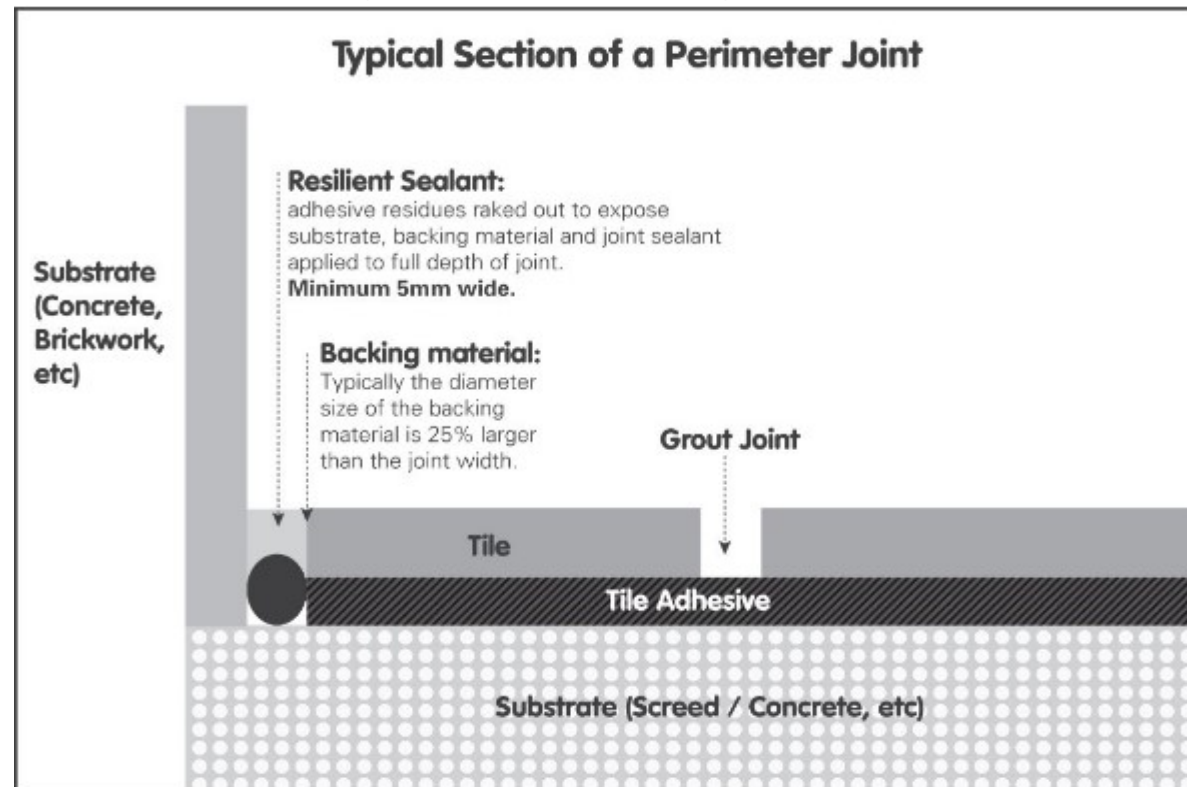 Typical Section of a Perimeter Joint
Resilient Sealant:
adhesive residues raked out to expose
substrate, backing material and joint sealant
applied to full depth of joint.
Minimum 5mm wide.
Substrate
(Concrete,
Brickwork,
etc)
Backing material:
Typically the diameter
size of the backing
material is 25% larger
than the joint width.
Grout Joint
Tile
Tile Adhesive
Substrate (Screed / Concrete, etc)